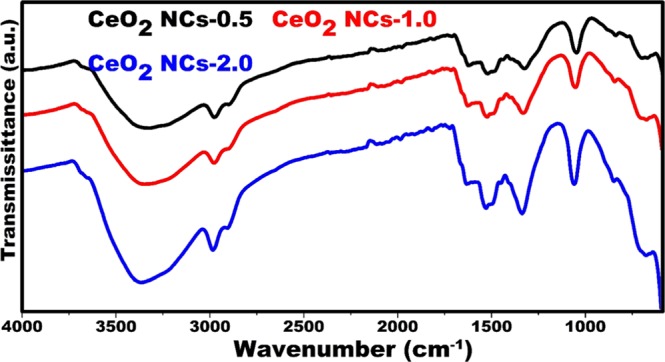 CeO2 NCs-0.5 CeO2 NCs-1.0
CeO2 NCs-2.0
Transmissittance (a.u.)
4000 3500 3000 2500 2000 1500 1000
Wavenumber (cm-1)